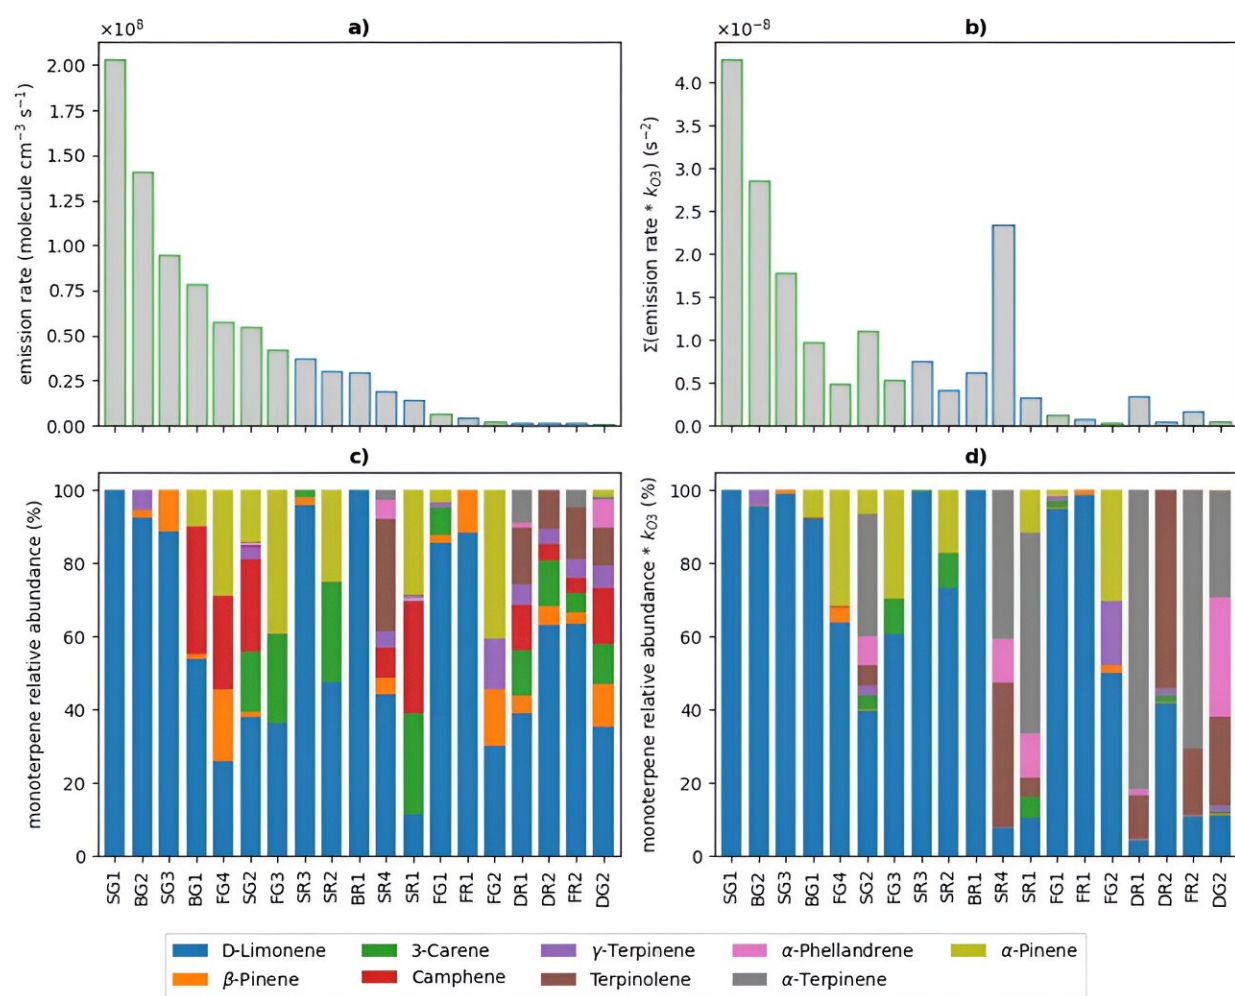 ×10⁸
a)
emission rate (molecule cm⁻³ s⁻¹)
2.00
1.75
1.50
1.25
1.00
0.75
0.50
0.25
0.00
×10⁻⁸
b)
Σ(emission rate * k_{O3}) (s⁻²)
4.0
3.5
3.0
2.5
2.0
1.5
1.0
0.5
0.0
c)
monoterpene relative abundance (%)
100
80
60
40
20
0
SG1 BG2 SG3 BG1 FG4 SG2 FG3 SR3 SR2 BR1 SR4 SR1 FG1 FR1 FG2 DR1 DR2 FR2 DG2
d)
monoterpene relative abundance * k_{O3} (%)
100
80
60
40
20
0
SG1 BG2 SG3 BG1 FG4 SG2 FG3 SR3 SR2 BR1 SR4 SR1 FG1 FR1 FG2 DR1 DR2 FR2 DG2
D-Limonene 3-Carene γ-Terpinene α-Phellandrene α-Pinene
β-Pinene Camphene Terpinolene α-Terpinene